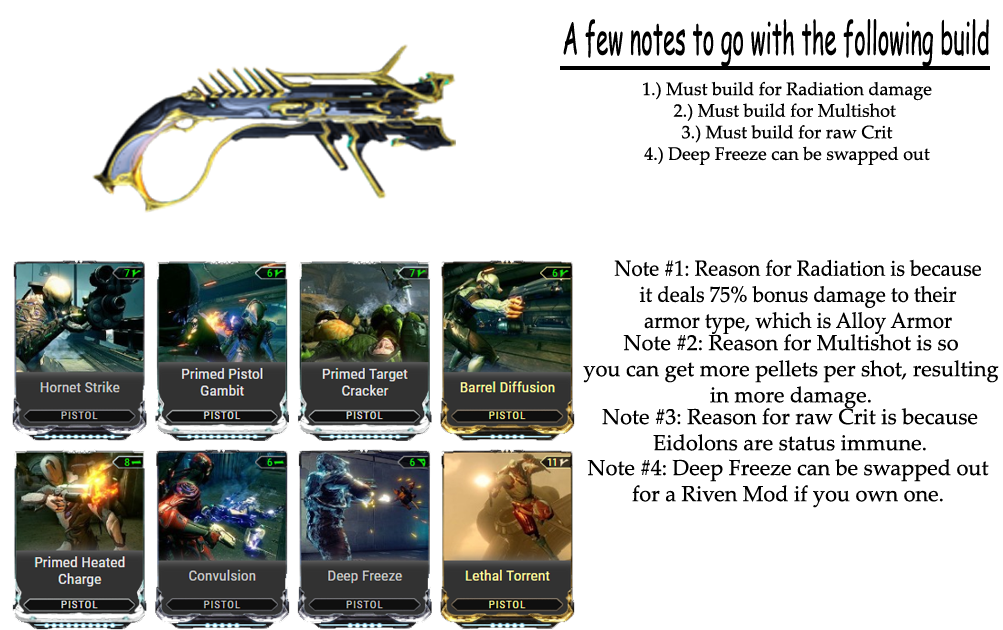 A few notes to go with the following build
1.) Must build for Radiation damage
2.) Must build for Multishot
3.) Must build for raw Crit
4.) Deep Freeze can be swapped out
7
Hornet Strike
PISTOL
6
Primed Pistol
Gambit
PISTOL
7
Primed Target
Cracker
PISTOL
6
Barrel Diffusion
PISTOL
Note #1: Reason for Radiation is because
it deals 75% bonus damage to their
armor type, which is Alloy Armor
Note #2: Reason for Multishot is so
you can get more pellets per shot, resulting
in more damage.
Note #3: Reason for raw Crit is because
Eidolons are status immune.
Note #4: Deep Freeze can be swapped out
for a Riven Mod if you own one.
8
Primed Heated
Charge
PISTOL
6
Convulsion
PISTOL
6
Deep Freeze
PISTOL
11
Lethal Torrent
PISTOL